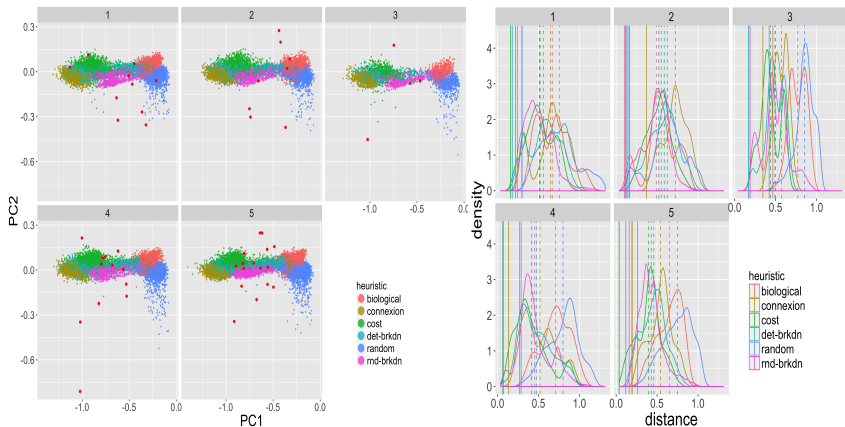 1
2
3
0.3
0.0
-0.3
-0.6
-1.0
-0.5
0.0
4
5
0.3
0.0
-0.3
-0.6
-1.0
-0.5
0.0
-1.0
-0.5
0.0
PC2
PC1
heuristic
biological
connexion
cost
det-brkdn
random
rnd-brkdn
1
2
3
4
3
2
1
0
0.0
0.5
1.0
4
5
4
3
2
1
0
0.0
0.5
1.0
0.0
0.5
1.0
density
distance
heuristic
biological
connexion
cost
det-brkdn
random
rnd-brkdn